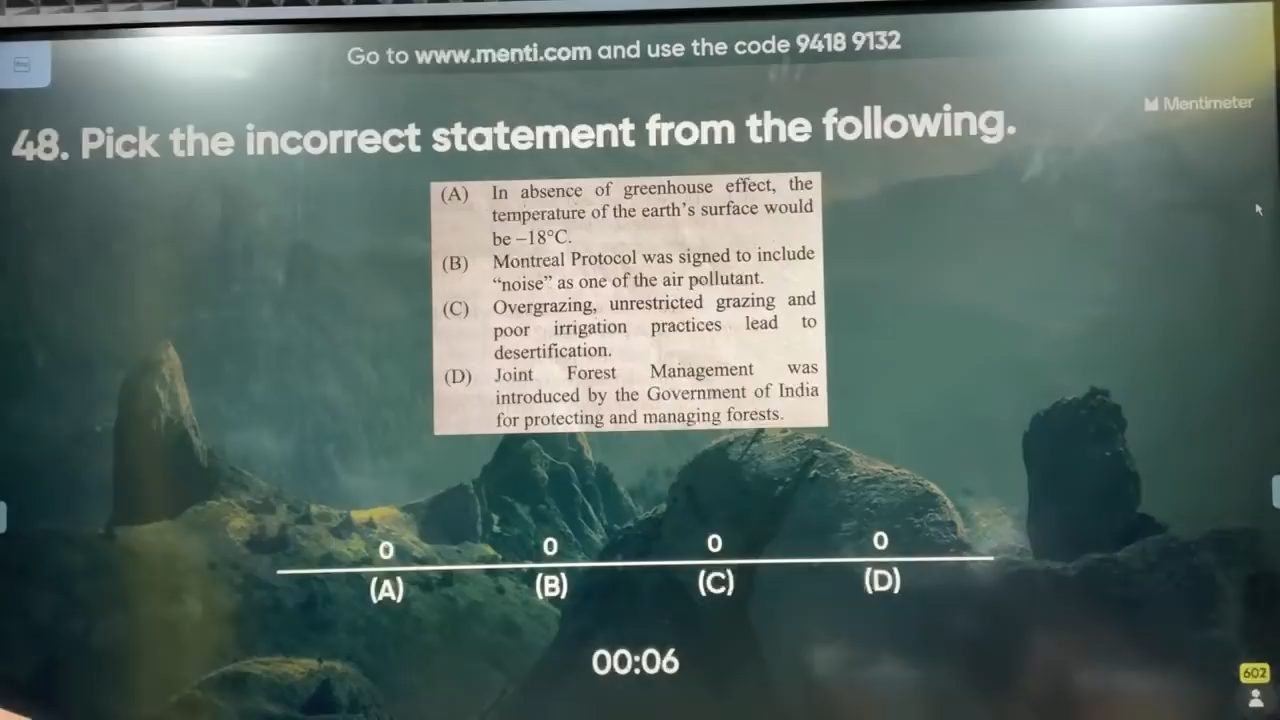 Go to www.menti.com and use the code 9418 9132
Mentimeter
48. Pick the incorrect statement from the following.
(A) In absence of greenhouse effect, the
temperature of the earth's surface would
be –18°C.
(B) Montreal Protocol was signed to include
“noise” as one of the air pollutant.
(C) Overgrazing, unrestricted grazing and
poor irrigation practices lead to
desertification.
(D) Joint Forest Management was
introduced by the Government of India
for protecting and managing forests.
0 0 0 0
(A) (B) (C) (D)
00:06
602